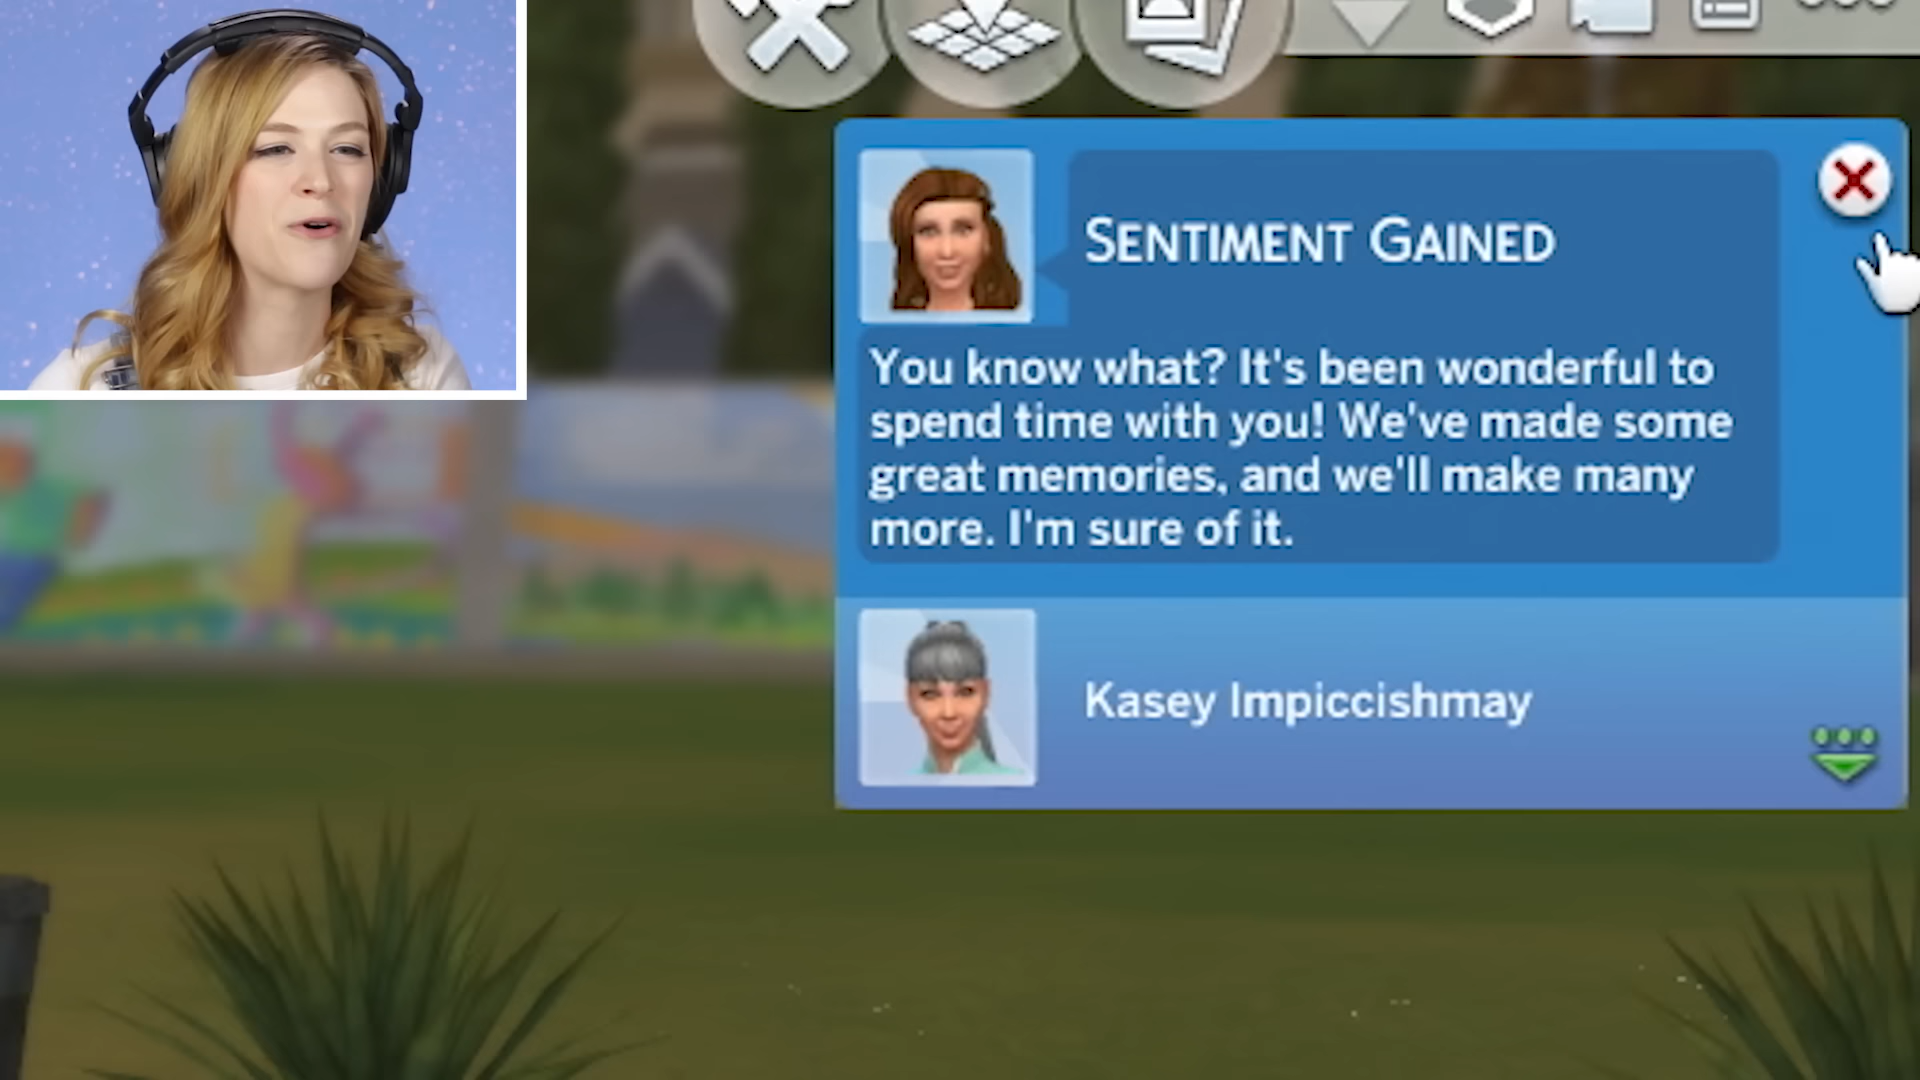 SENTIMENT GAINED
You know what? It's been wonderful to
spend time with you! We've made some
great memories, and we'll make many
more. I'm sure of it.
Kasey Impiccishmay